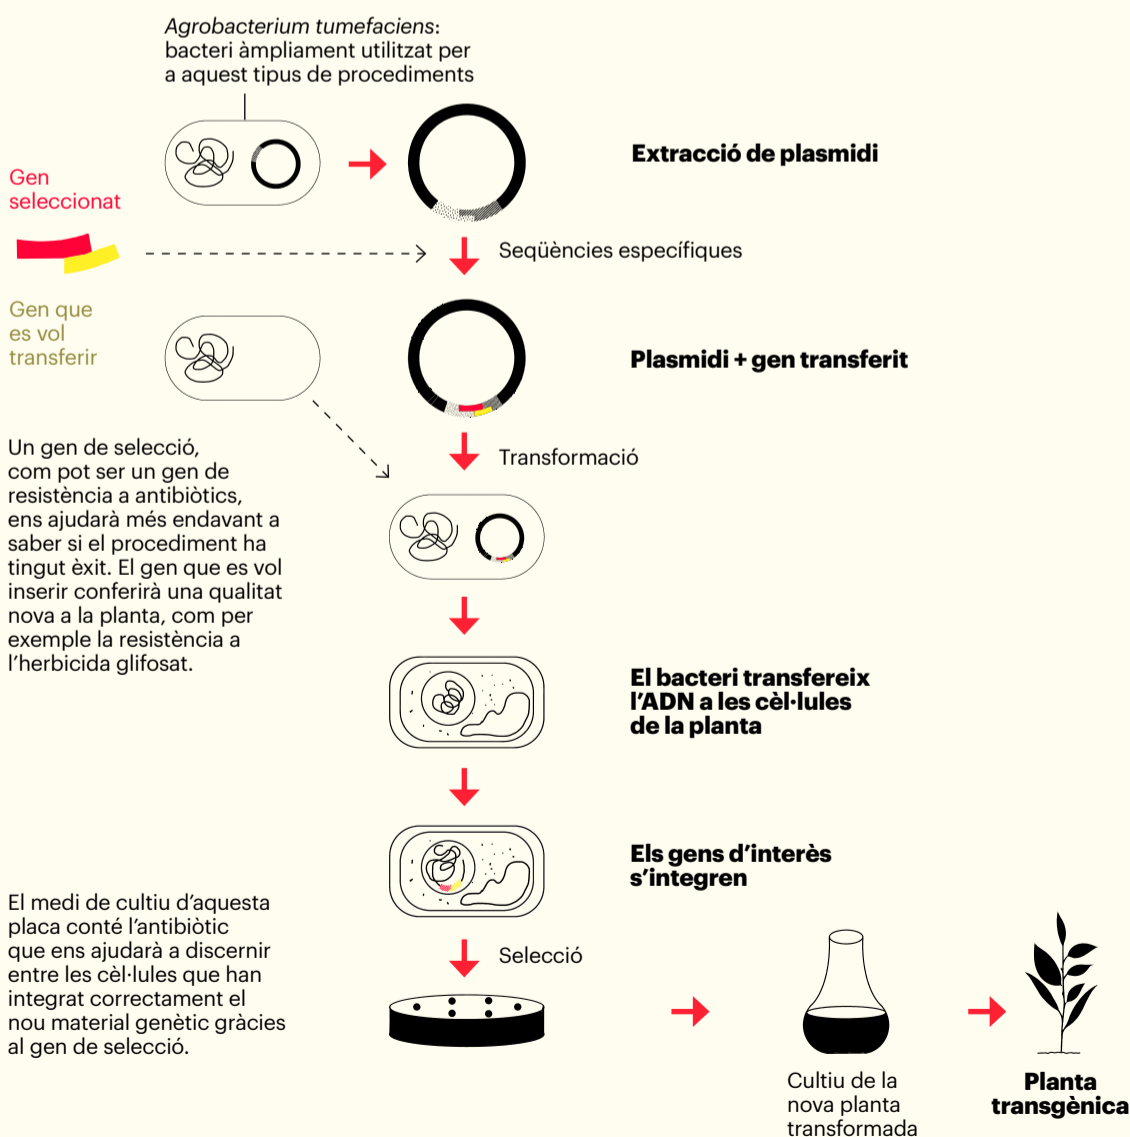 Agrobacterium tumefaciens:
bacteri àmpliament utilitzat per
a aquest tipus de procediments
Extracció de plasmidi
Gen
seleccionat
Seqüències específiques
Gen que
es vol
transferir
Plasmidi + gen transferit
Un gen de selecció,
com pot ser un gen de
resistència a antibiòtics,
ens ajudarà més endavant a
saber si el procediment ha
tingut èxit. El gen que es vol
inserir conferirà una qualitat
nova a la planta, com per
exemple la resistència a
l’herbicida glifosat.
Transformació
El bacteri transfereix
l’ADN a les cèl·lules
de la planta
Els gens d’interès
s’integren
El medi de cultiu d’aquesta
placa conté l’antibiòtic
que ens ajudarà a discernir
entre les cèl·lules que han
integrat correctament el
nou material genètic gràcies
al gen de selecció.
Selecció
Cultiu de la
nova planta
transformada
Planta
transgènica